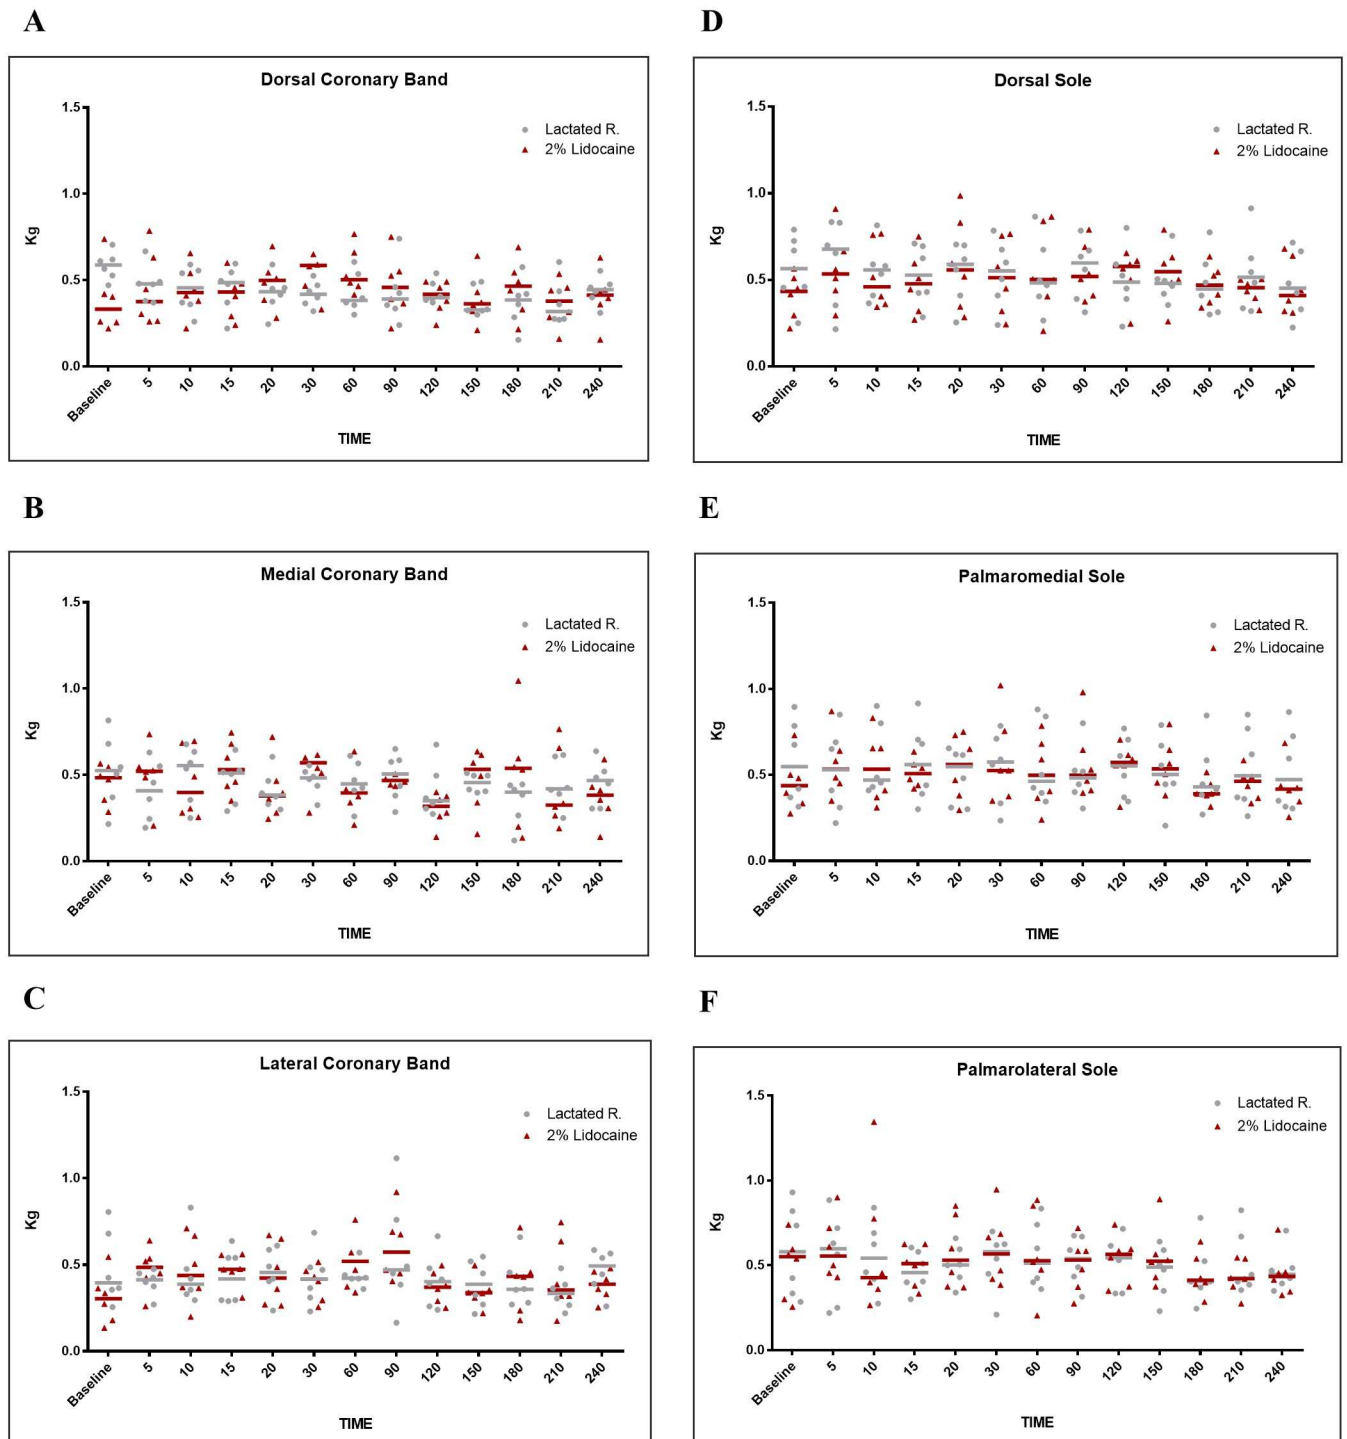 A
Dorsal Coronary Band
1.5
1.0
0.5
0.0
Kg
Lactated R.
2% Lidocaine
Baseline 5 10 15 20 30 60 90 120 150 180 210 240
TIME
D
Dorsal Sole
1.5
1.0
0.5
0.0
Kg
Lactated R.
2% Lidocaine
Baseline 5 10 15 20 30 60 90 120 150 180 210 240
TIME
B
Medial Coronary Band
1.5
1.0
0.5
0.0
Kg
Lactated R.
2% Lidocaine
Baseline 5 10 15 20 30 60 90 120 150 180 210 240
TIME
E
Palmaromedial Sole
1.5
1.0
0.5
0.0
Kg
Lactated R.
2% Lidocaine
Baseline 5 10 15 20 30 60 90 120 150 180 210 240
TIME
C
Lateral Coronary Band
1.5
1.0
0.5
0.0
Kg
Lactated R.
2% Lidocaine
Baseline 5 10 15 20 30 60 90 120 150 180 210 240
TIME
F
Palmarolateral Sole
1.5
1.0
0.5
0.0
Kg
Lactated R.
2% Lidocaine
Baseline 5 10 15 20 30 60 90 120 150 180 210 240
TIME